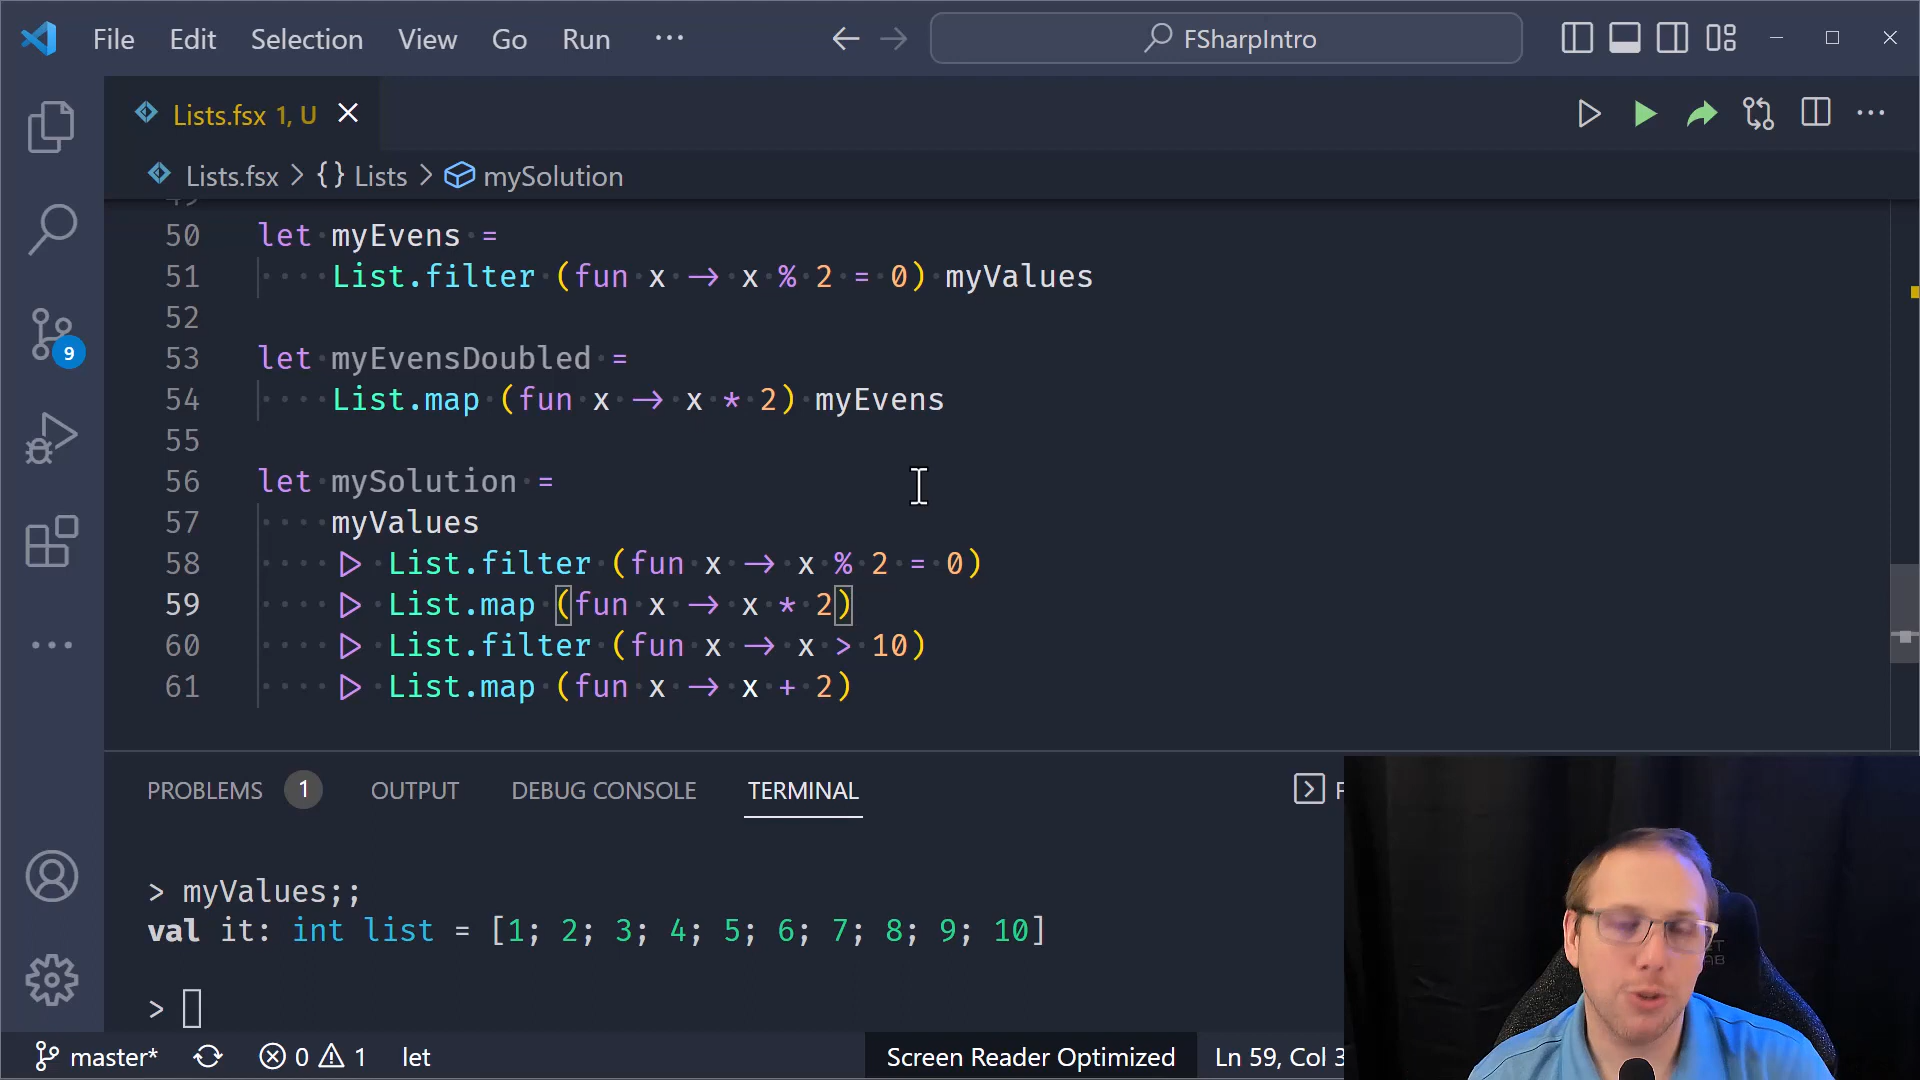 File Edit Selection View Go Run ··· FSharpIntro
Lists.fsx 1, U
Lists.fsx > {} Lists > mySolution
50 let myEvens =
51 List.filter (fun x -> x % 2 = 0) myValues
52
53 let myEvensDoubled =
54 List.map (fun x -> x * 2) myEvens
55
56 let mySolution =
57 myValues
58 |> List.filter (fun x -> x % 2 = 0)
59 |> List.map (fun x -> x * 2)
60 |> List.filter (fun x -> x > 10)
61 |> List.map (fun x -> x + 2)
9
PROBLEMS 1 OUTPUT DEBUG CONSOLE TERMINAL
> myValues;;
val it: int list = [1; 2; 3; 4; 5; 6; 7; 8; 9; 10]
>
master* 0 1 let Screen Reader Optimized Ln 59, Col 3